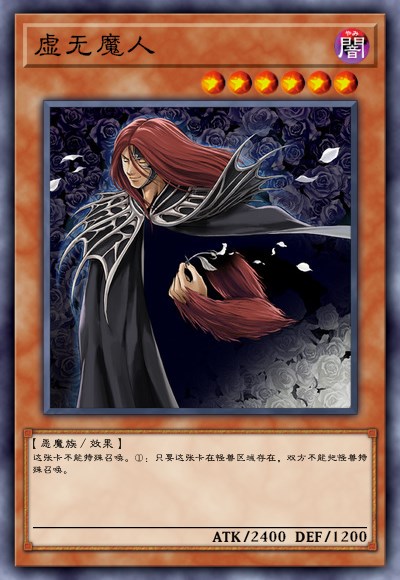 虚无魔人
やみ
闇
【恶魔族／效果】
这张卡不能特殊召唤。①：只要这张卡在怪兽区域存在，双方不能把怪兽特
殊召唤。
ATK/2400 DEF/1200